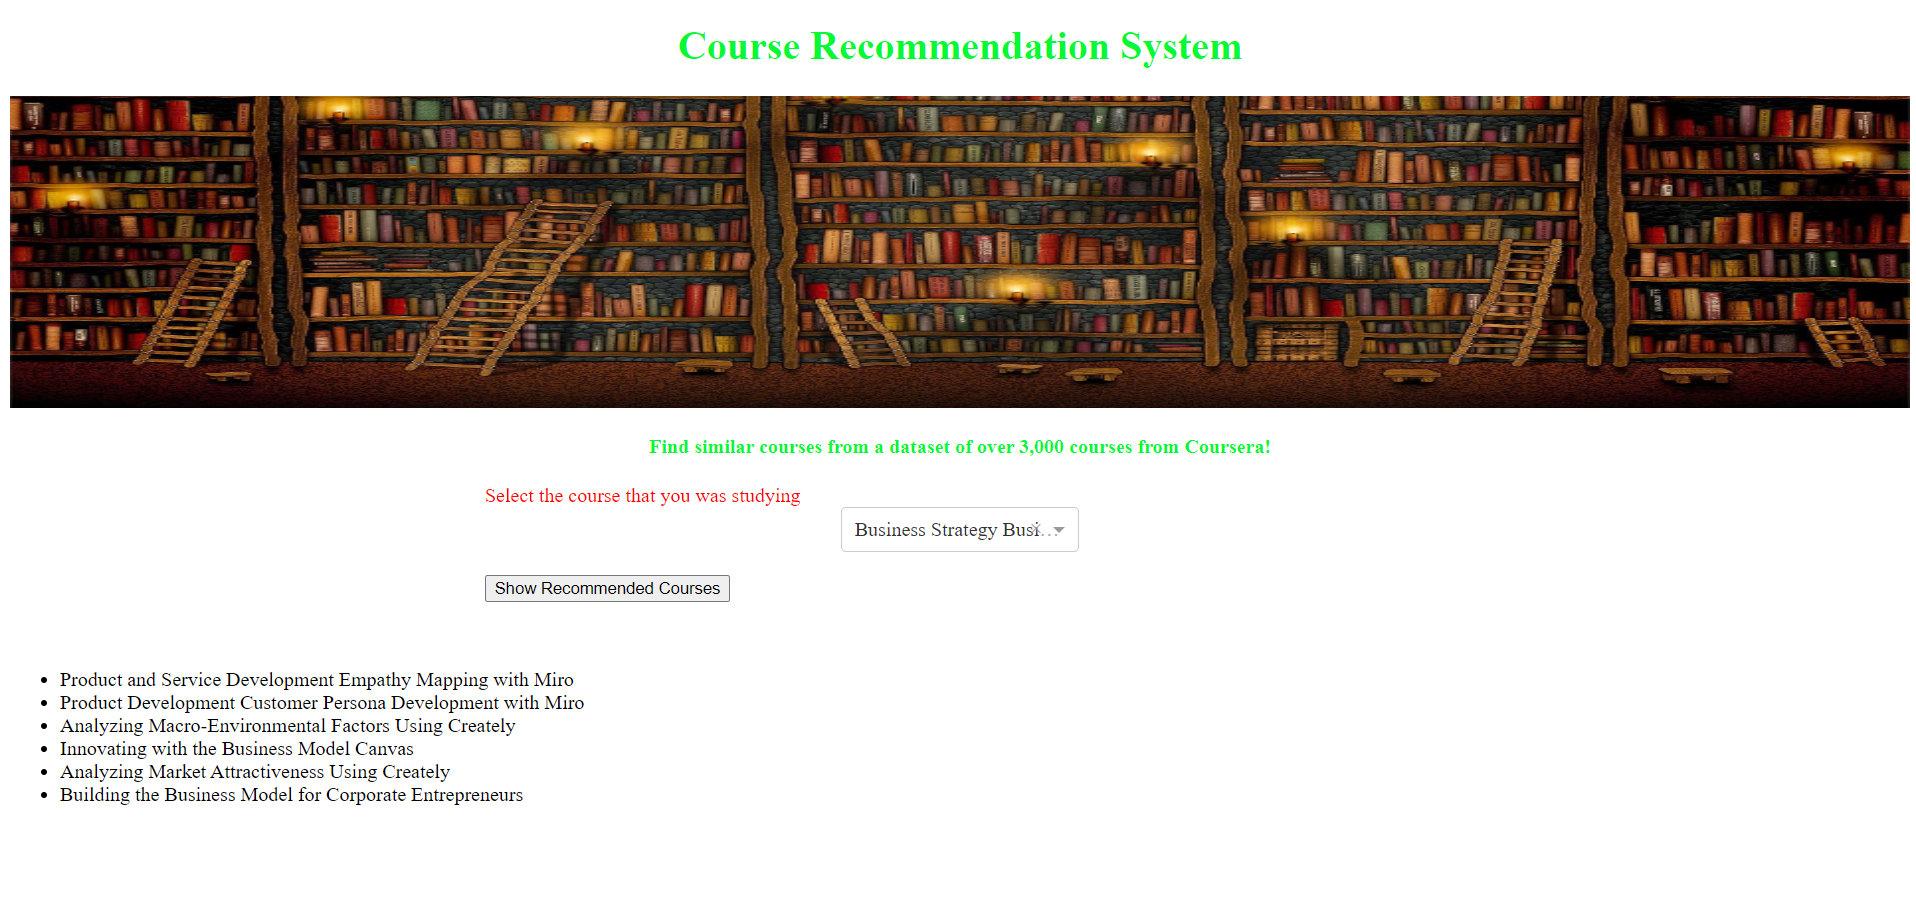 Course Recommendation System
Find similar courses from a dataset of over 3,000 courses from Coursera!
Select the course that you was studying
Business Strategy Busi...
Show Recommended Courses
Product and Service Development Empathy Mapping with Miro
Product Development Customer Persona Development with Miro
Analyzing Macro-Environmental Factors Using Creately
Innovating with the Business Model Canvas
Analyzing Market Attractiveness Using Creately
Building the Business Model for Corporate Entrepreneurs